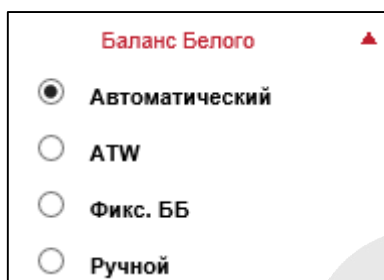 Баланс Белого
Автоматический
ATW
Фикс. ББ
Ручной